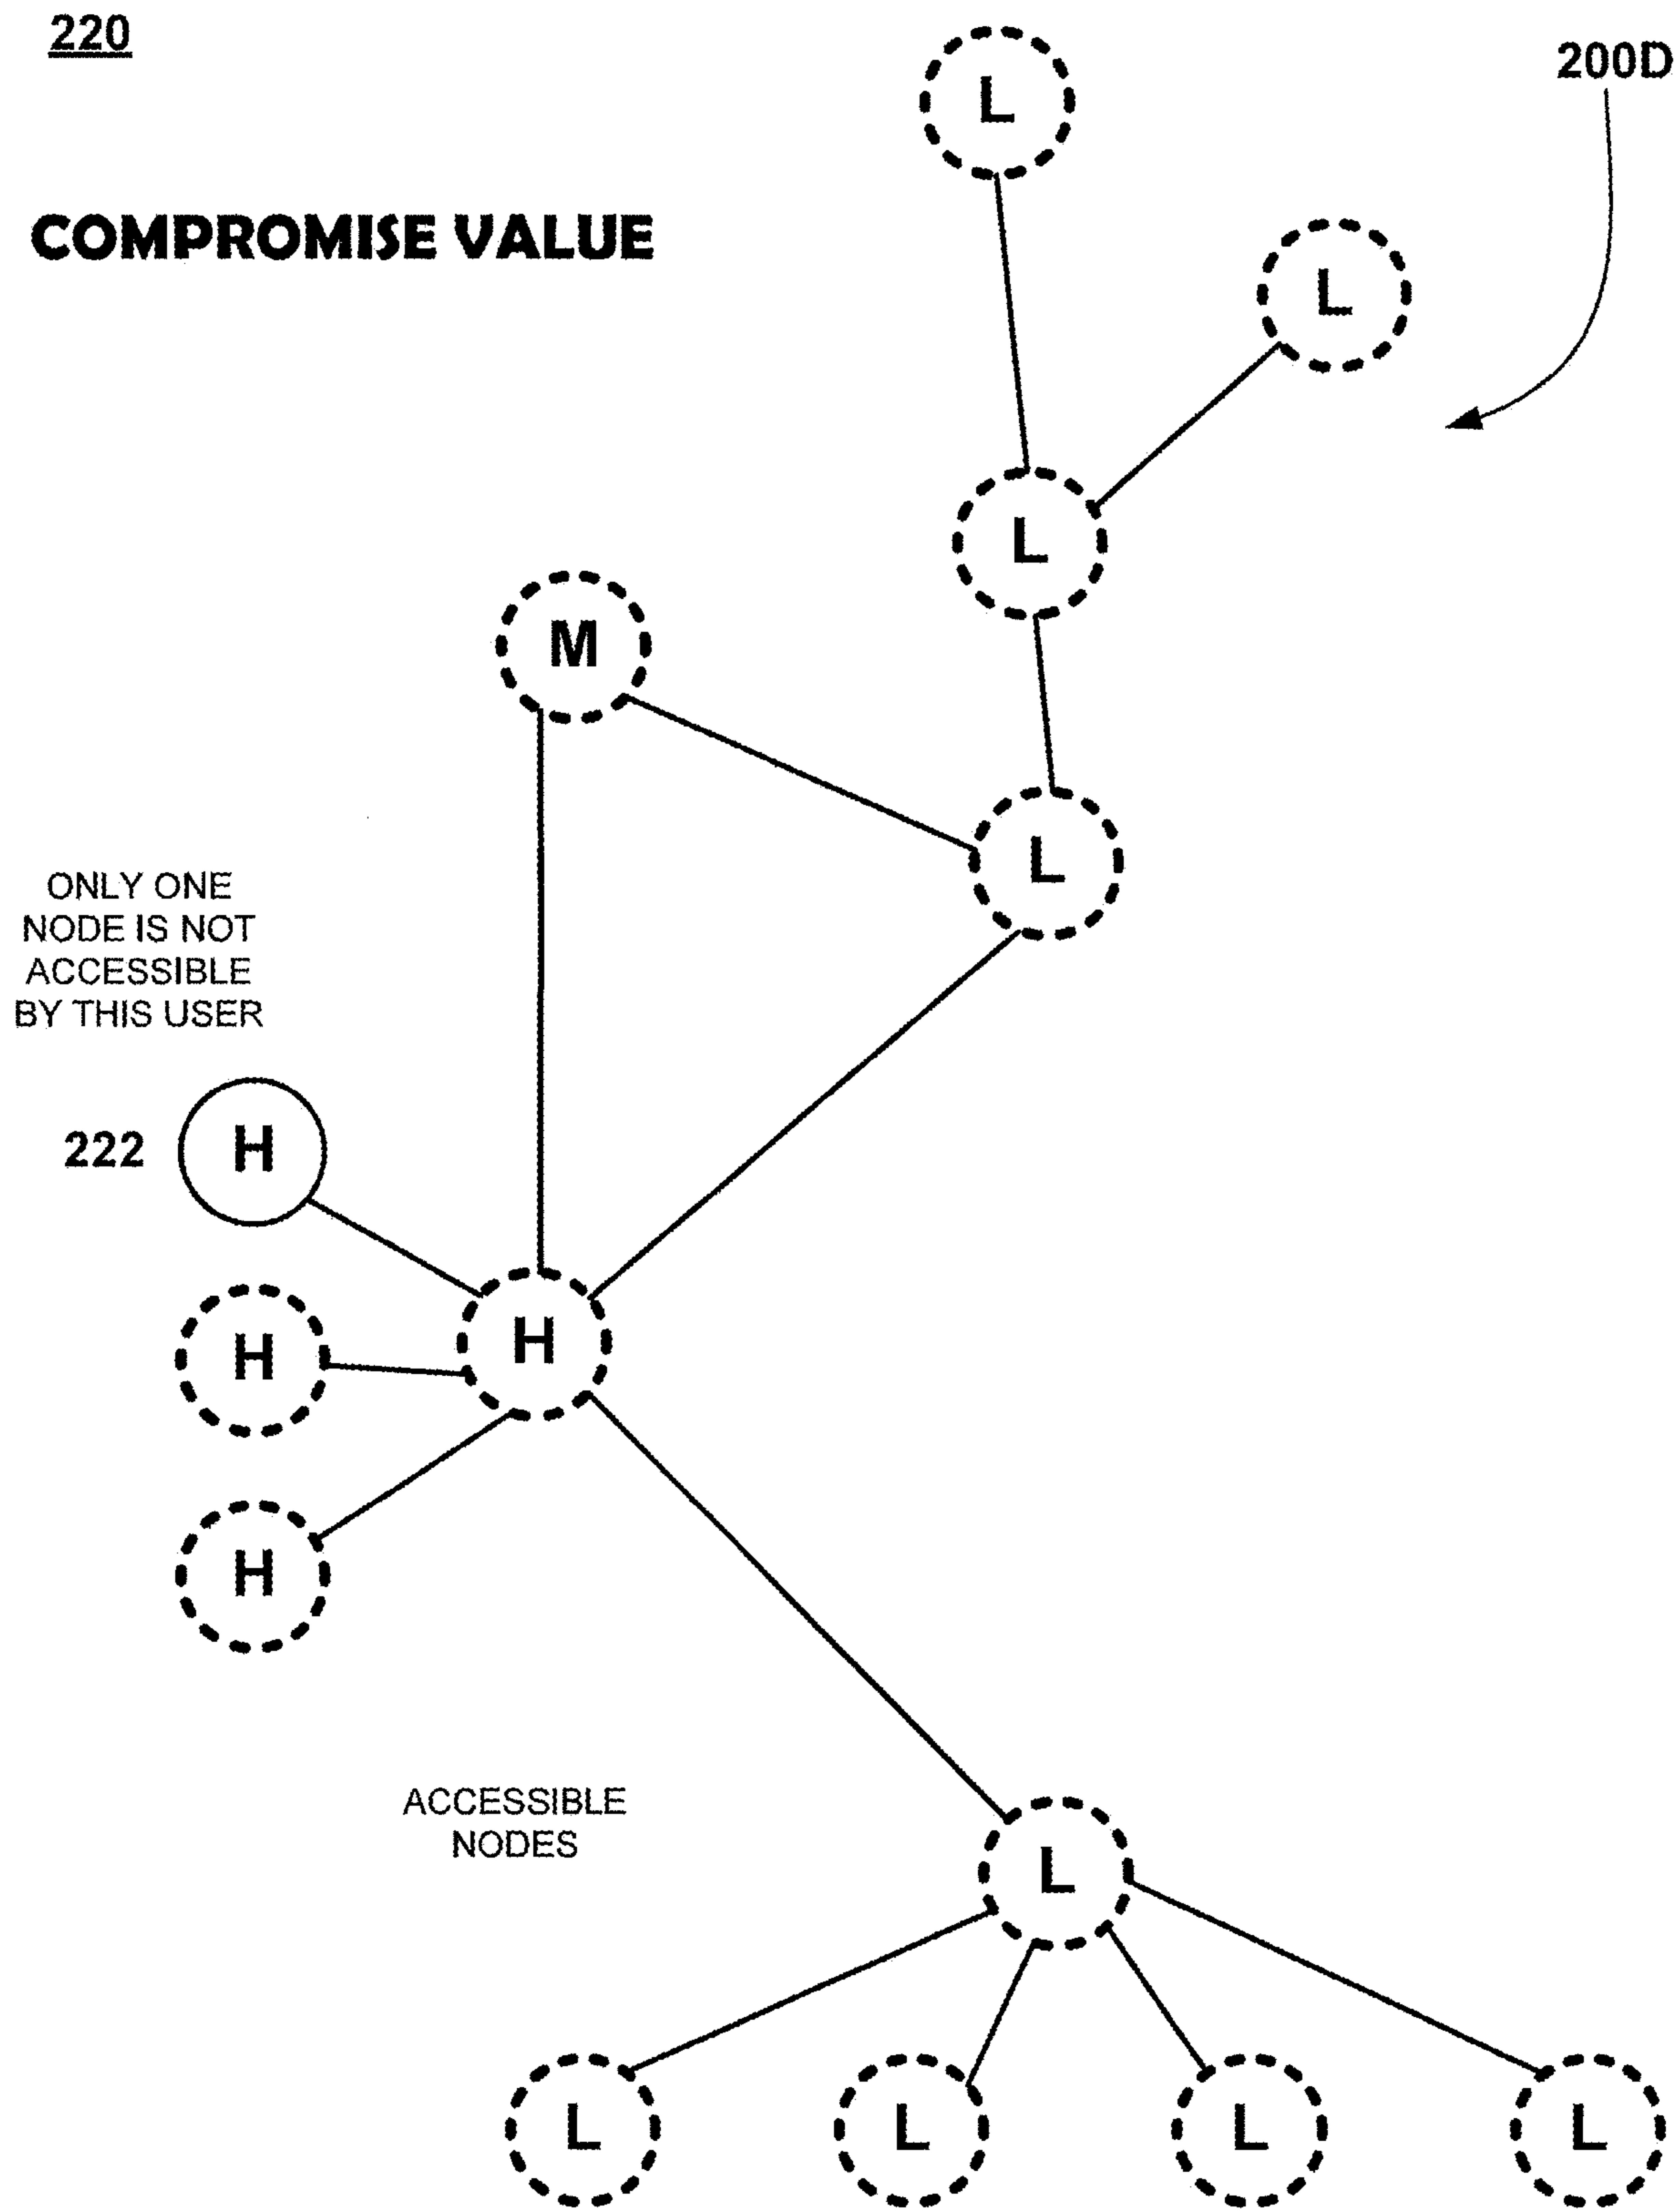 220
200D
L
COMPROMISE VALUE
L
L
M
L
ONLY ONE
NODE IS NOT
ACCESSIBLE
BY THIS USER
222
H
H
H
H
ACCESSIBLE
NODES
L
L
L
L
L